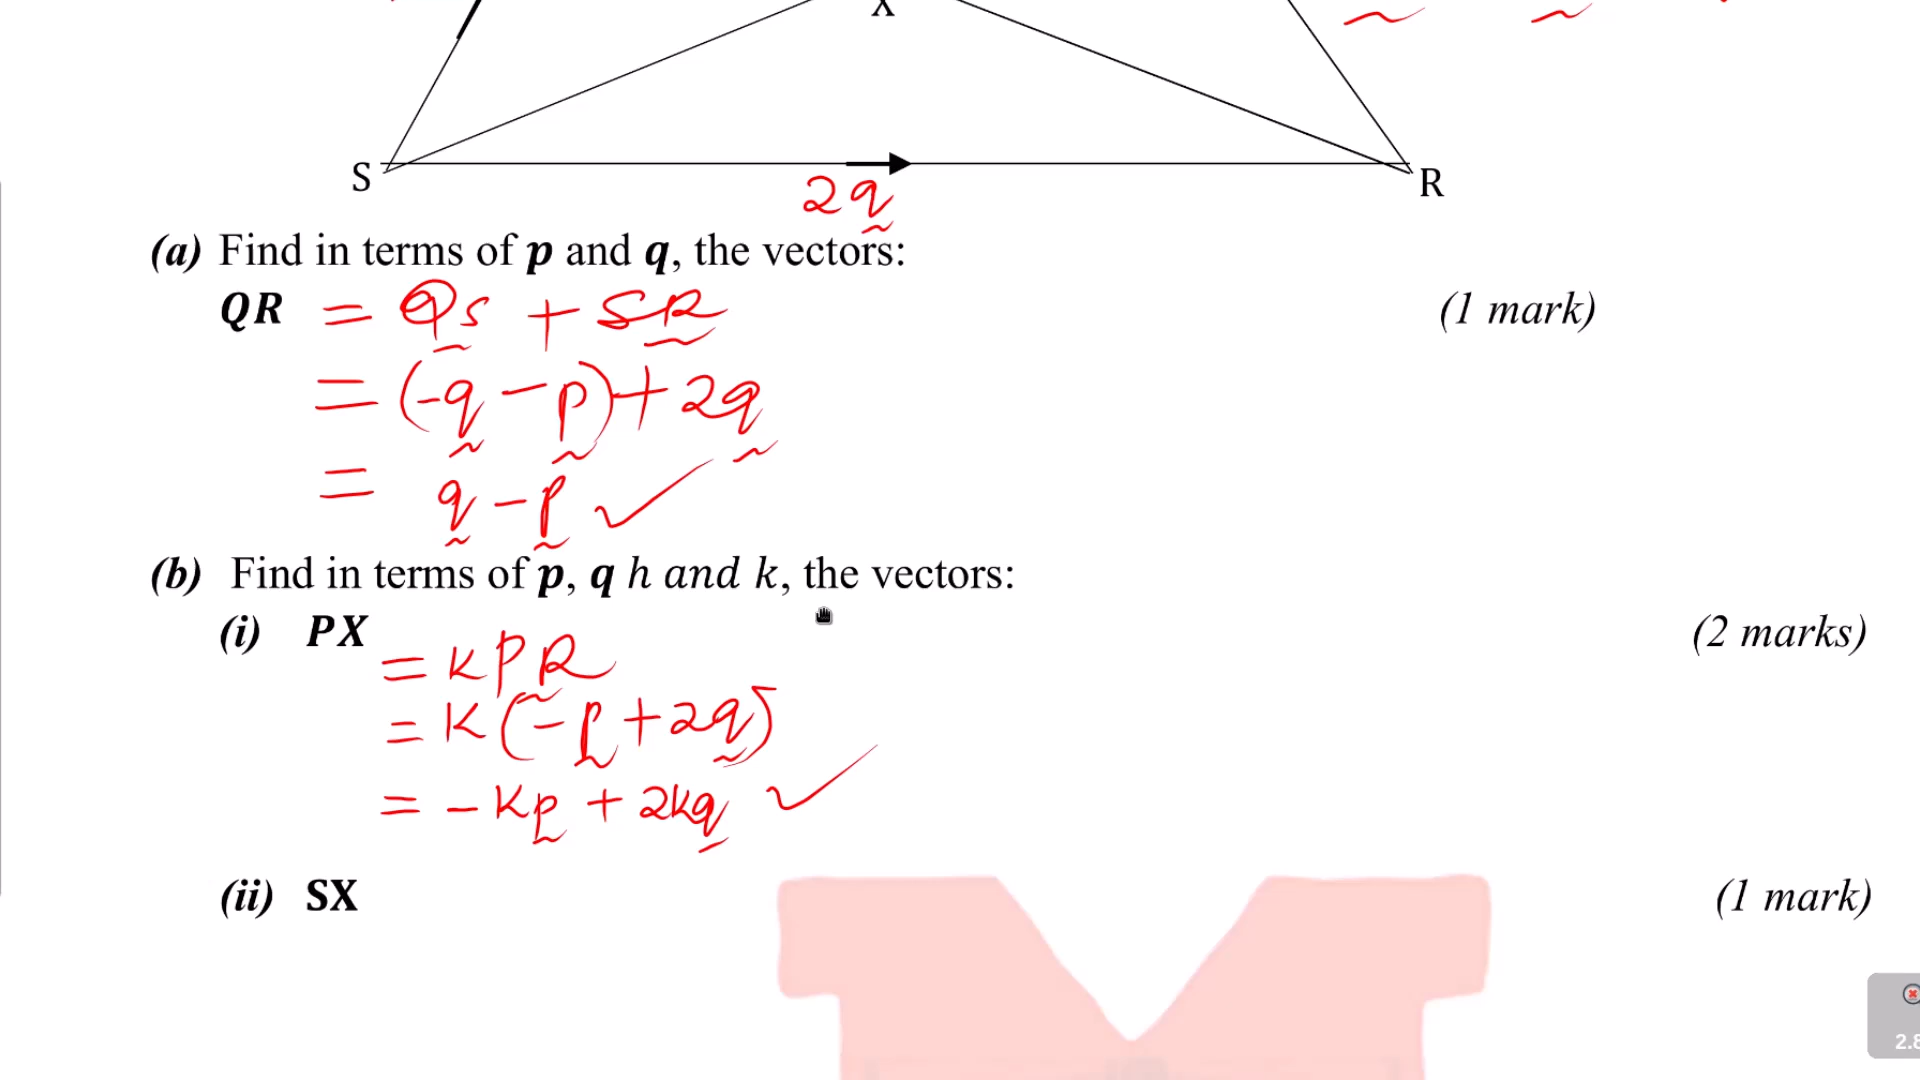 X
S
R
2q
(a) Find in terms of p and q, the vectors:
QR = QS + SR (1 mark)
= (-q - p) + 2q
= q - p ✓
(b) Find in terms of p, q h and k, the vectors:
(i) PX (2 marks)
= KPR
= K(-p + 2q)
= -Kp + 2Kq ✓
(ii) SX (1 mark)